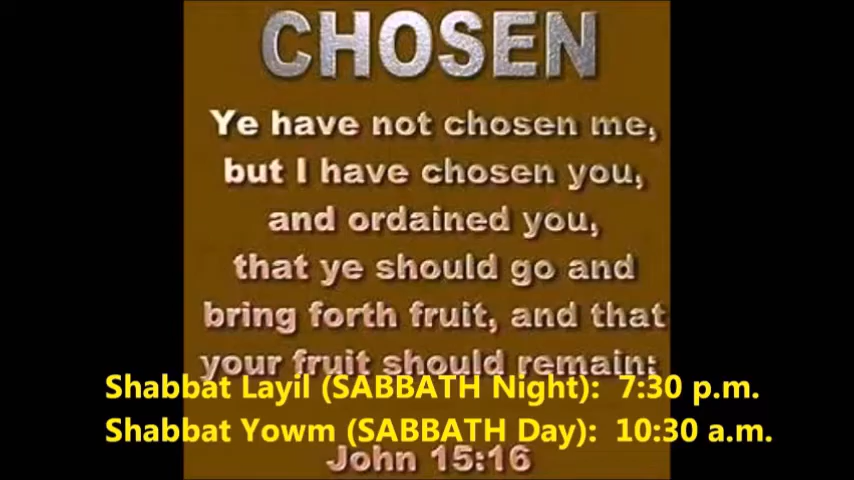 CHOSEN
Ye have not chosen me,
but I have chosen you,
and ordained you,
that ye should go and
bring forth fruit, and that
your fruit should remain:
Shabbat Layil (SABBATH Night): 7:30 p.m.
Shabbat Yowm (SABBATH Day): 10:30 a.m.
John 15:16